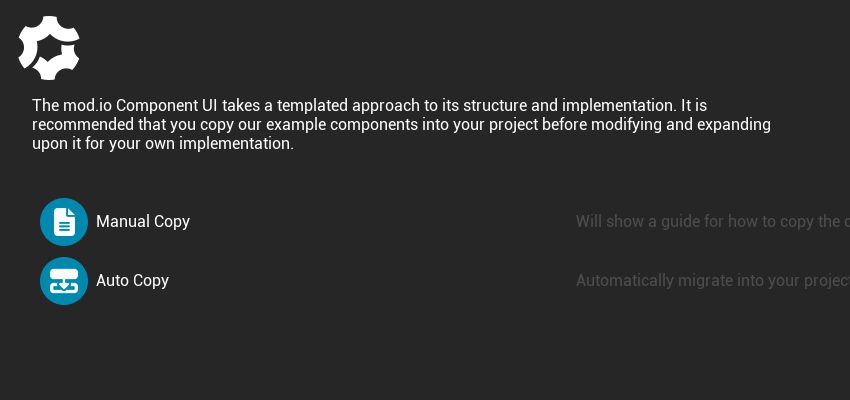 The mod.io Component UI takes a templated approach to its structure and implementation. It is
recommended that you copy our example components into your project before modifying and expanding
upon it for your own implementation.
Manual Copy
Will show a guide for how to copy the
Auto Copy
Automatically migrate into your project